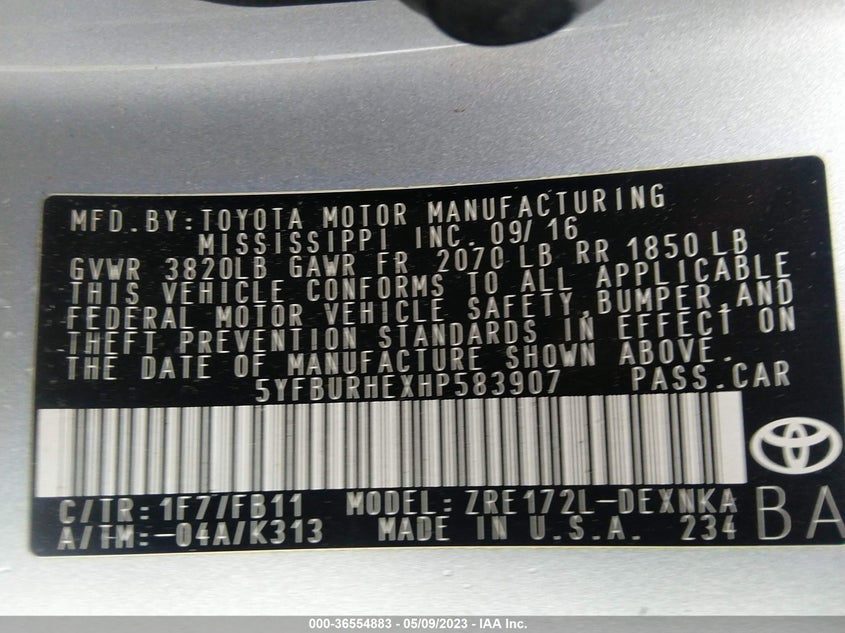 MFD.BY:TOYOTA MOTOR MANUFACTURING
MISSISSIPPI INC. 09/16
GVWR 3820LB GAWR FR 2070 LB RR 1850 LB
THIS VEHICLE CONFORMS TO ALL APPLICABLE
FEDERAL MOTOR VEHICLE SAFETY,BUMPER,AND
THEFT PREVENTION STANDARDS IN EFFECT ON
THE DATE OF MANUFACTURE SHOWN ABOVE.
5YFBURHEXHP583907 PASS.CAR
C/TR:1F7/FB11 MODEL:ZRE172L-DEXNKA
A/TM:-04A/K313 MADE IN U.S.A. 234
BA
000-36554883 - 05/09/2023 - IAA Inc.